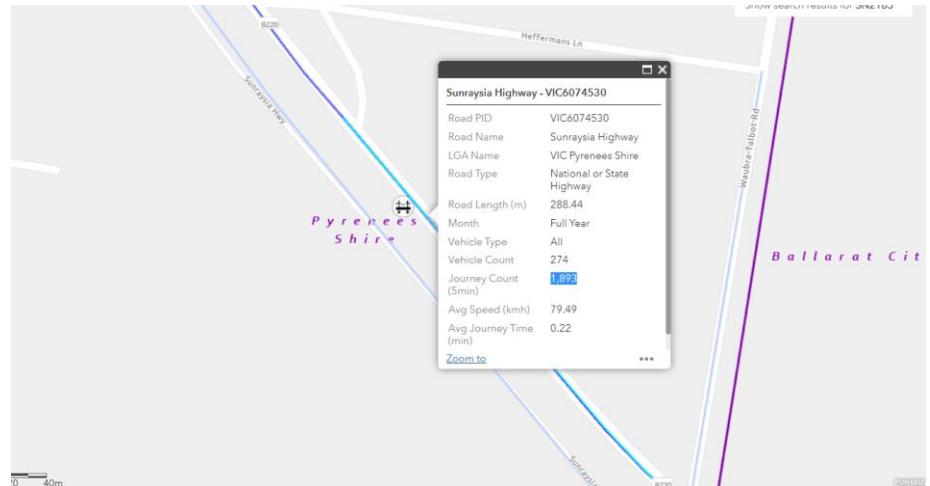 Show search results for SN2165
B220
Heffermans Ln
Sunraysia Hwy
Waubra-Talbot Rd
Sunraysia Highway - VIC6074530
Road PID VIC6074530
Road Name Sunraysia Highway
LGA Name VIC Pyrenees Shire
Road Type National or State
Highway
Road Length (m) 288.44
Month Full Year
Vehicle Type All
Vehicle Count 274
Journey Count 1,893
(5min)
Avg Speed (kmh) 79.49
Avg Journey Time 0.22
(min)
Zoom to
Pyrenees
Shire
Ballarat Cit
Sunraysia
B220
40m